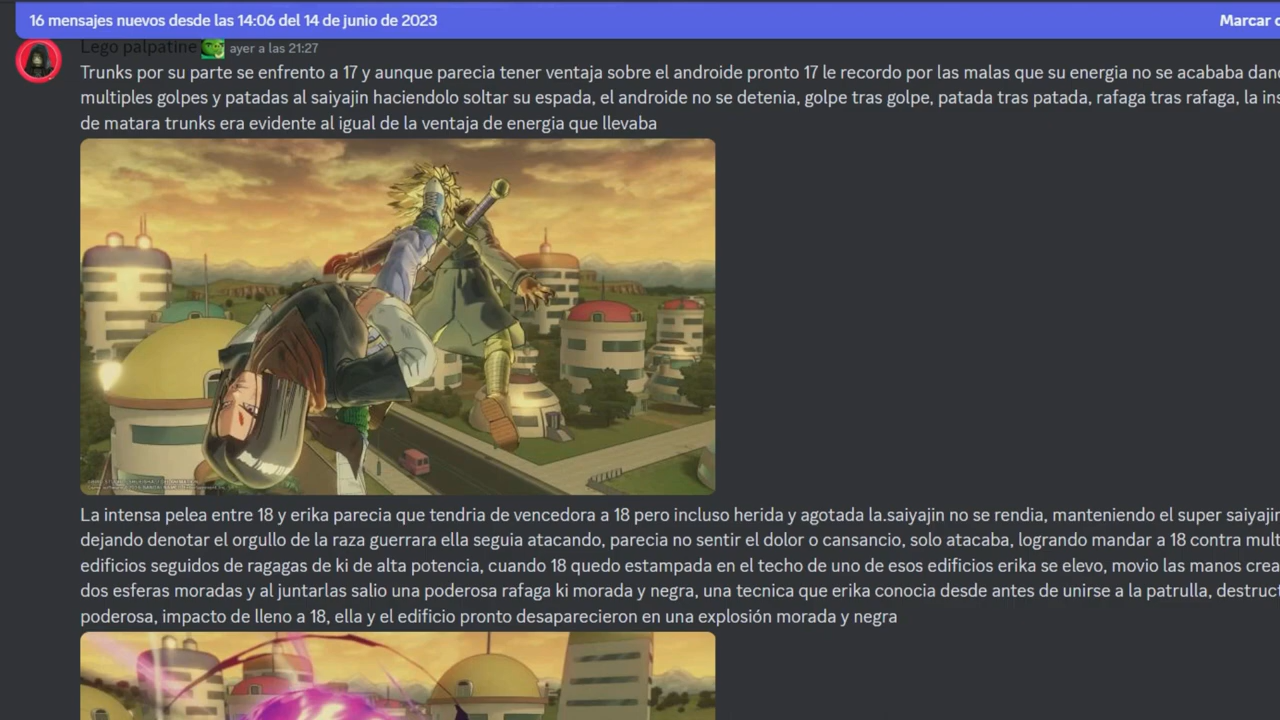 16 mensajes nuevos desde las 14:06 del 14 de junio de 2023
Marcar
Lego palpatine ayer a las 21:27
Trunks por su parte se enfrento a 17 y aunque parecia tener ventaja sobre el androide pronto 17 le recordo por las malas que su energia no se acababa
multiples golpes y patadas al saiyajin haciendolo soltar su espada, el androide no se detenia, golpe tras golpe, patada tras patada, rafaga tras rafaga, la
de matara trunks era evidente al igual de la ventaja de energia que llevaba
La intensa pelea entre 18 y erika parecia que tendria de vencedora a 18 pero incluso herida y agotada la.saiyajin no se rendia, manteniendo el super
dejando denotar el orgullo de la raza guerrara ella seguia atacando, parecia no sentir el dolor o cansancio, solo atacaba, logrando mandar a 18 contra
edificios seguidos de ragagas de ki de alta potencia, cuando 18 quedo estampada en el techo de uno de esos edificios erika se elevo, movio las manos
dos esferas moradas y al juntarlas salio una poderosa rafaga ki morada y negra, una tecnica que erika conocia desde antes de unirse a la patrulla,
poderosa, impacto de lleno a 18, ella y el edificio pronto desaparecieron en una explosión morada y negra